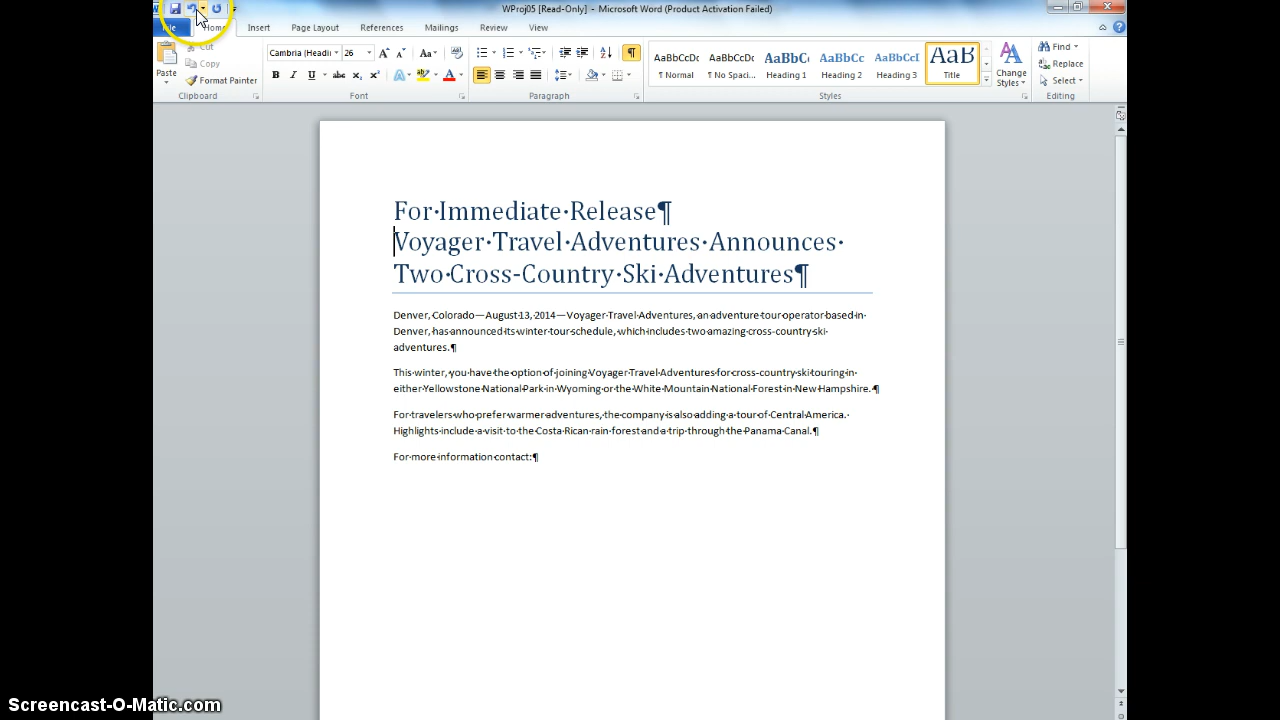 WProj05 [Read-Only] - Microsoft Word (Product Activation Failed)
File Home Insert Page Layout References Mailings Review View
Paste
Cut
Copy
Format Painter
Clipboard
Cambria (Headi 26
Font
Paragraph
AaBbCcDc AaBbCcDc AaBbC AaBbCc AaBbCcI AaB
¶ Normal ¶ No Spaci... Heading 1 Heading 2 Heading 3 Title
Change Styles
Styles
Find
Replace
Select
Editing
For·Immediate·Release¶
Voyager·Travel·Adventures·Announces·
Two·Cross-Country·Ski·Adventures¶
Denver,·Colorado—August·13,·2014—Voyager·Travel·Adventures,·an·adventure·tour·operator·based·in·
Denver,·has·announced·its·winter·tour·schedule,·which·includes·two·amazing·cross-country·ski·
adventures.¶
This·winter,·you·have·the·option·of·joining·Voyager·Travel·Adventures·for·cross-country·ski·touring·in·
either·Yellowstone·National·Park·in·Wyoming·or·the·White·Mountain·National·Forest·in·New·Hampshire.·¶
For·travelers·who·prefer·warmer·adventures,·the·company·is·also·adding·a·tour·of·Central·America.·
Highlights·include·a·visit·to·the·Costa·Rican·rain·forest·and·a·trip·through·the·Panama·Canal.¶
For·more·information·contact:¶
Screencast-O-Matic.com